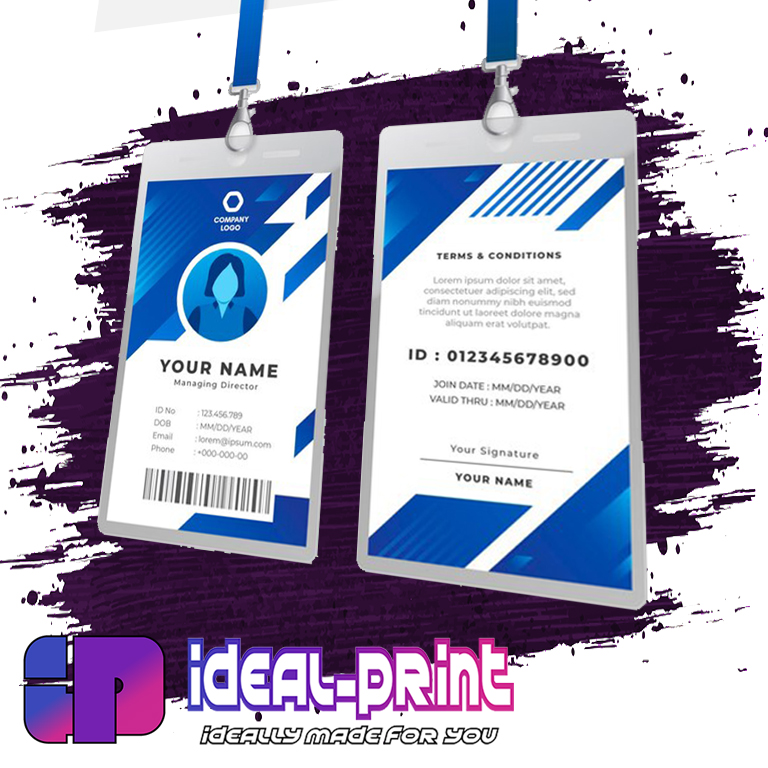 COMPANY
LOGO
YOUR NAME
Managing Director
ID No : 123.456.789
DOB : MM/DD/YEAR
Email : lorem@ipsum.com
Phone : +000-000-00
TERMS & CONDITIONS
Lorem ipsum dolor sit amet,
consectetuer adipiscing elit, sed
diam nonummy nibh euismod
tincidunt ut laoreet dolore magna
aliquam erat volutpat.
ID : 012345678900
JOIN DATE : MM/DD/YEAR
VALID THRU : MM/DD/YEAR
Your Signature
YOUR NAME
iP
iDEAL-PRINT
iDEALLY MADE FOR YOU